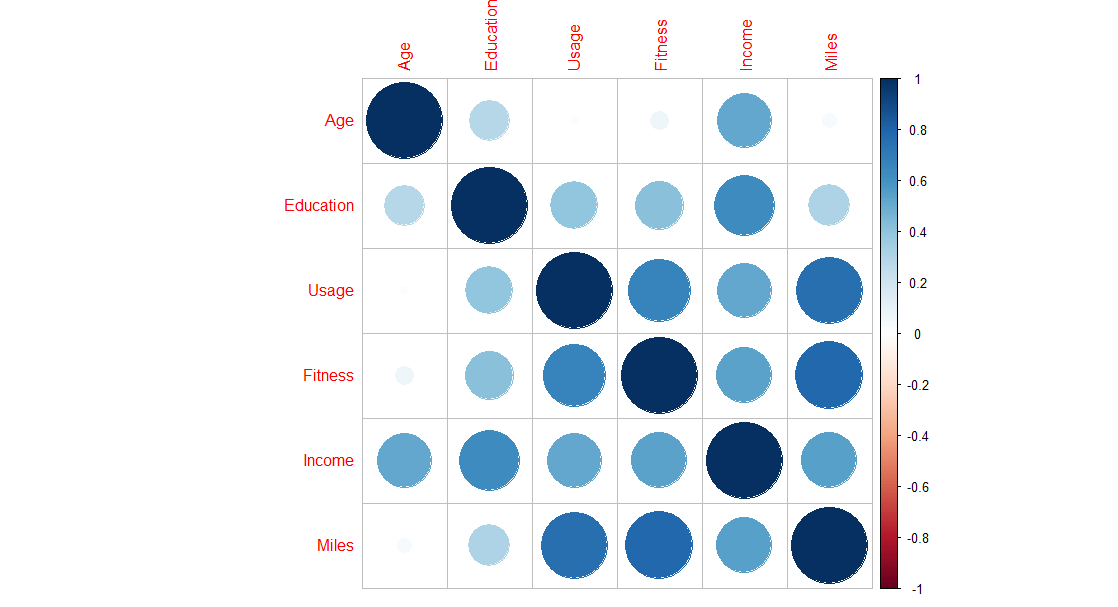 Age
Education
Usage
Fitness
Income
Miles
Age
Education
Usage
Fitness
Income
Miles
1
0.8
0.6
0.4
0.2
0
-0.2
-0.4
-0.6
-0.8
-1